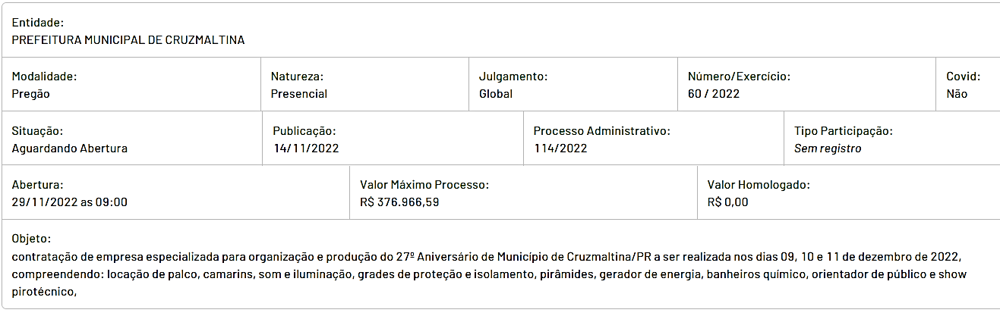 Entidade:
PREFEITURA MUNICIPAL DE CRUZMALTINA
Modalidade:
Pregão
Natureza:
Presencial
Julgamento:
Global
Número/Exercício:
60 / 2022
Covid:
Não
Situação:
Aguardando Abertura
Publicação:
14/11/2022
Processo Administrativo:
114/2022
Tipo Participação:
Sem registro
Abertura:
29/11/2022 as 09:00
Valor Máximo Processo:
R$ 376.966,59
Valor Homologado:
R$ 0,00
Objeto:
contratação de empresa especializada para organização e produção do 27º Aniversário de Município de Cruzmaltina/PR a ser realizada nos dias 09, 10 e 11 de dezembro de 2022,
compreendendo: locação de palco, camarins, som e iluminação, grades de proteção e isolamento, pirâmides, gerador de energia, banheiros químico, orientador de público e show
pirotécnico,